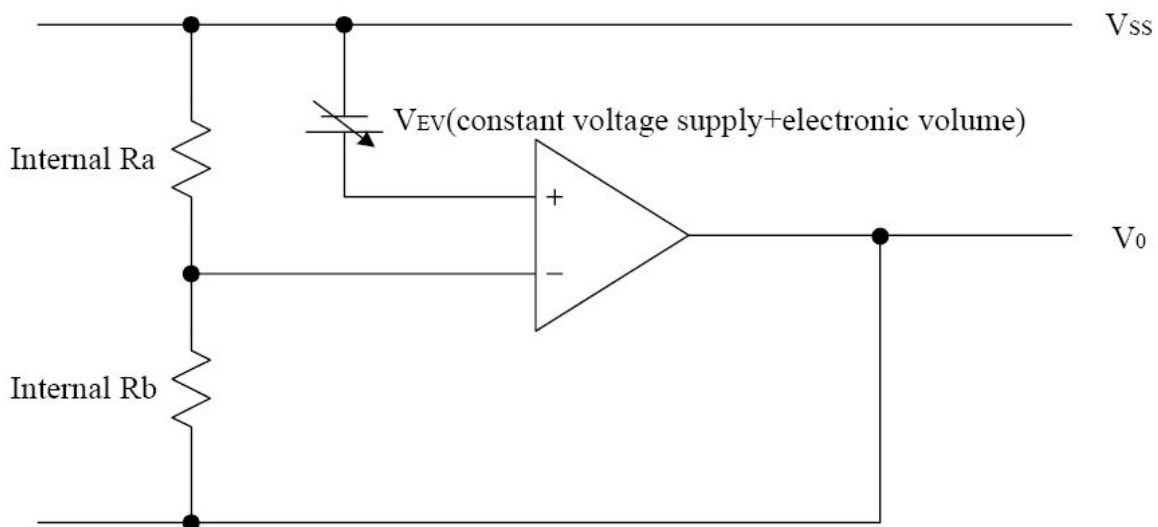 VSS
VEV(constant voltage supply+electronic volume)
Internal Ra
+
V0
−
Internal Rb